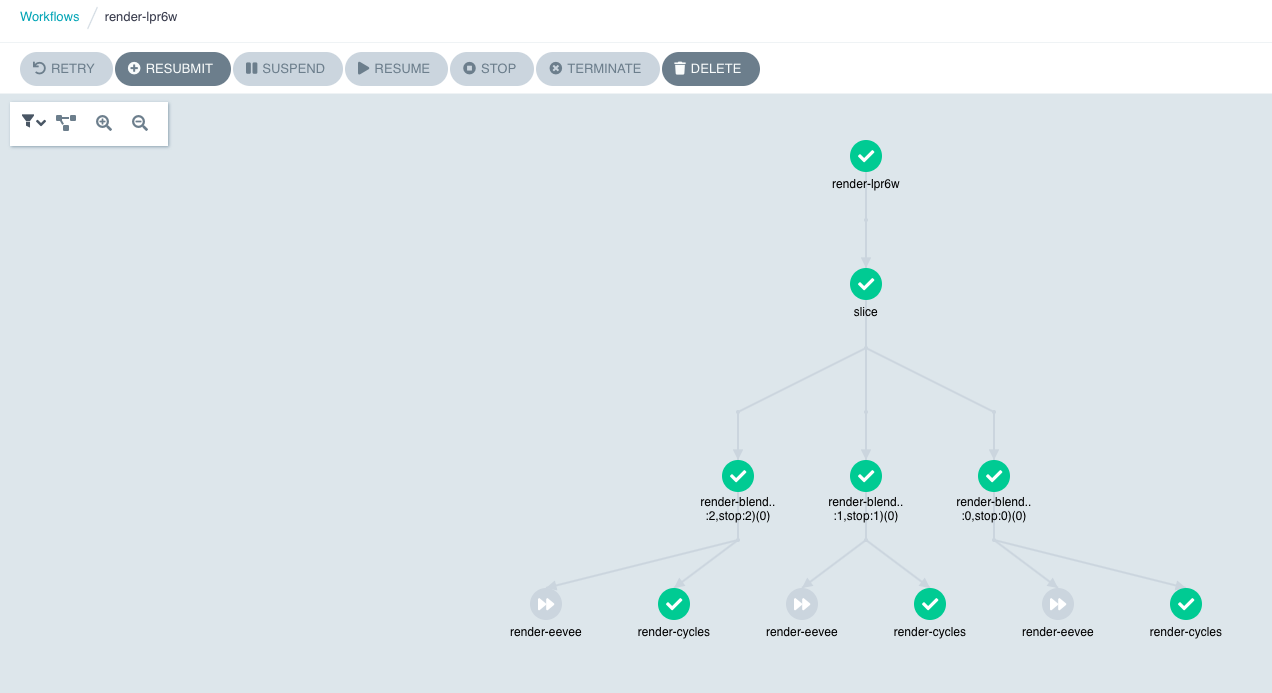 Workflows / render-lpr6w
RETRY RESUBMIT SUSPEND RESUME STOP TERMINATE DELETE
render-lpr6w
slice
render-blend.. render-blend.. render-blend..
:2,stop:2)(0) :1,stop:1)(0) :0,stop:0)(0)
render-eevee render-cycles render-eevee render-cycles render-eevee render-cycles